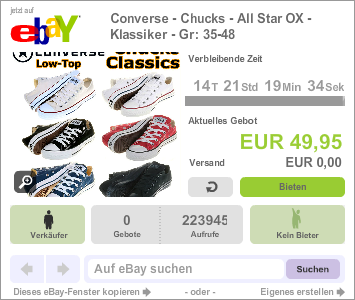 jetzt auf
ebay
Converse - Chucks - All Star OX -
Klassiker - Gr: 35-48
Converse
Low-Top
Chucks
Classics
Verbleibende Zeit
14T 21Std 19Min 34Sek
Aktuelles Gebot
EUR 49,95
Versand EUR 0,00
Bieten
Verkäufer
0
Gebote
223945
Aufrufe
Kein Bieter
Auf eBay suchen
Suchen
Dieses eBay-Fenster kopieren
- oder -
Eigenes erstellen